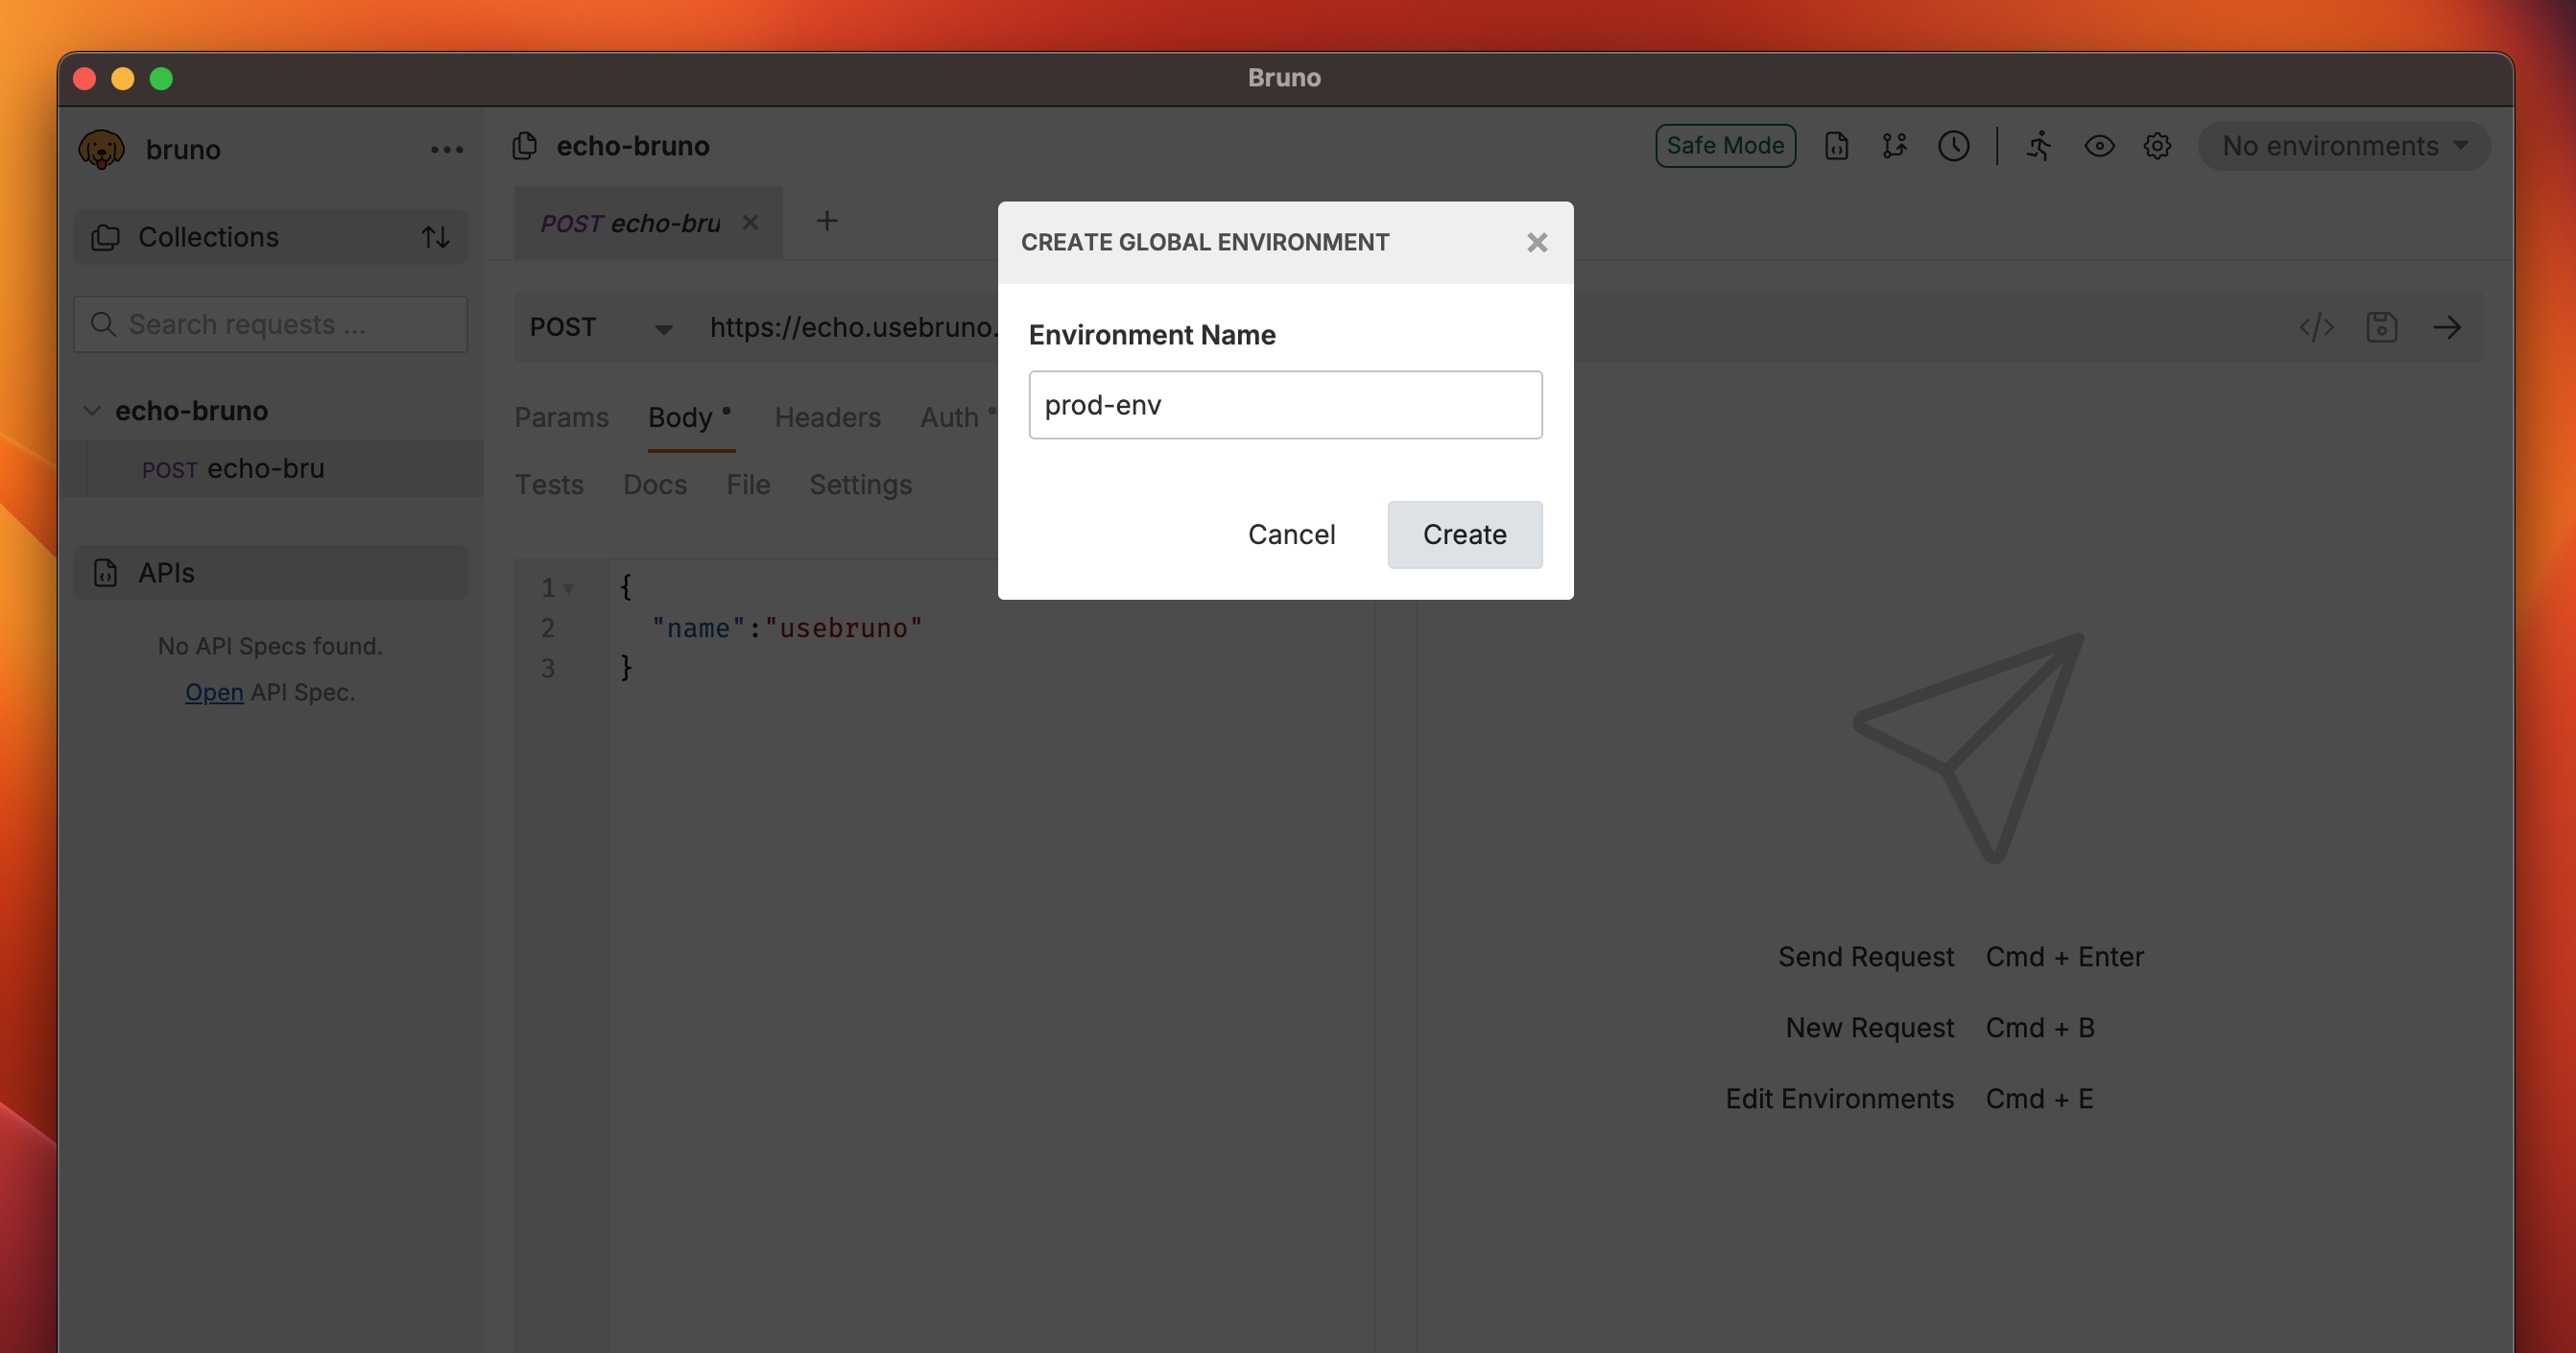 Bruno
bruno
echo-bruno
Safe Mode
No environments
Collections
POST echo-bru
Search requests ...
POST
https://echo.usebruno.
echo-bruno
POST echo-bru
Params
Body
Headers
Auth
Tests
Docs
File
Settings
APIs
No API Specs found.
Open API Spec.
1
{
2
"name":"usebruno"
3
}
CREATE GLOBAL ENVIRONMENT
Environment Name
prod-env
Cancel
Create
Send Request Cmd + Enter
New Request Cmd + B
Edit Environments Cmd + E